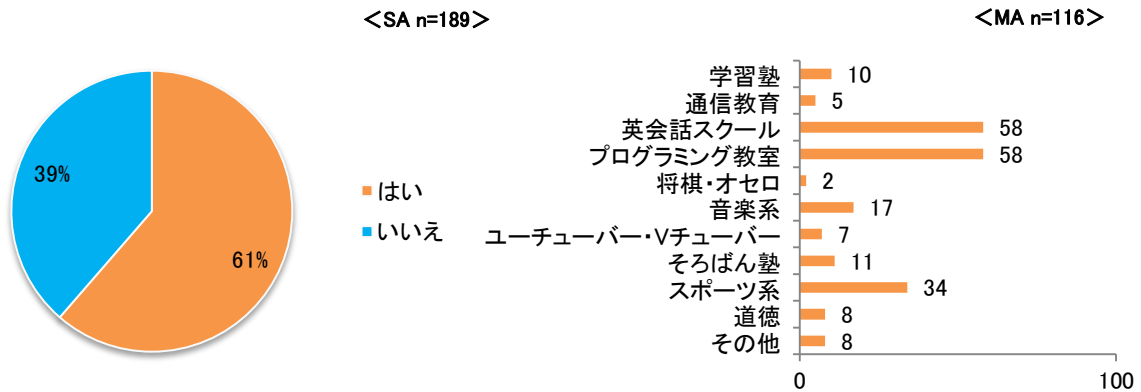 ＜SA n=189＞
39%
61%
はい
いいえ
＜MA n=116＞
学習塾 10
通信教育 5
英会話スクール 58
プログラミング教室 58
将棋・オセロ 2
音楽系 17
ユーチューバー・Vチューバー 7
そろばん塾 11
スポーツ系 34
道徳 8
その他 8
0 100